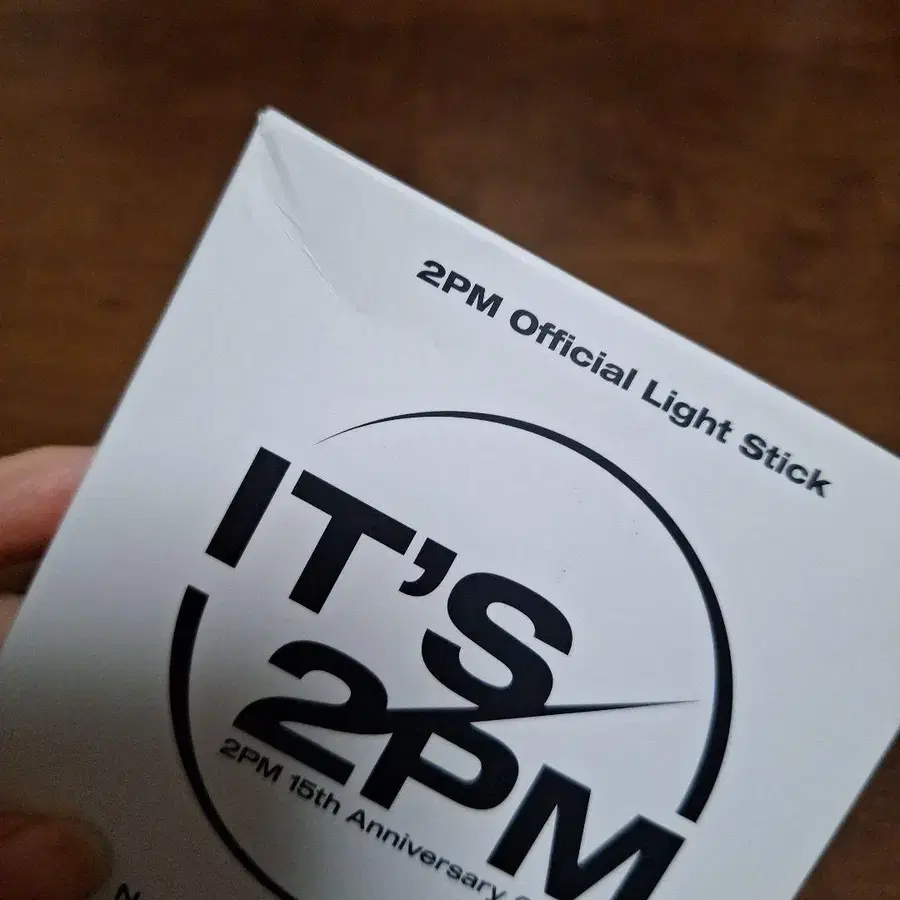 2PM Official Light Stick
IT'S
2PM
2PM 15th Anniversary